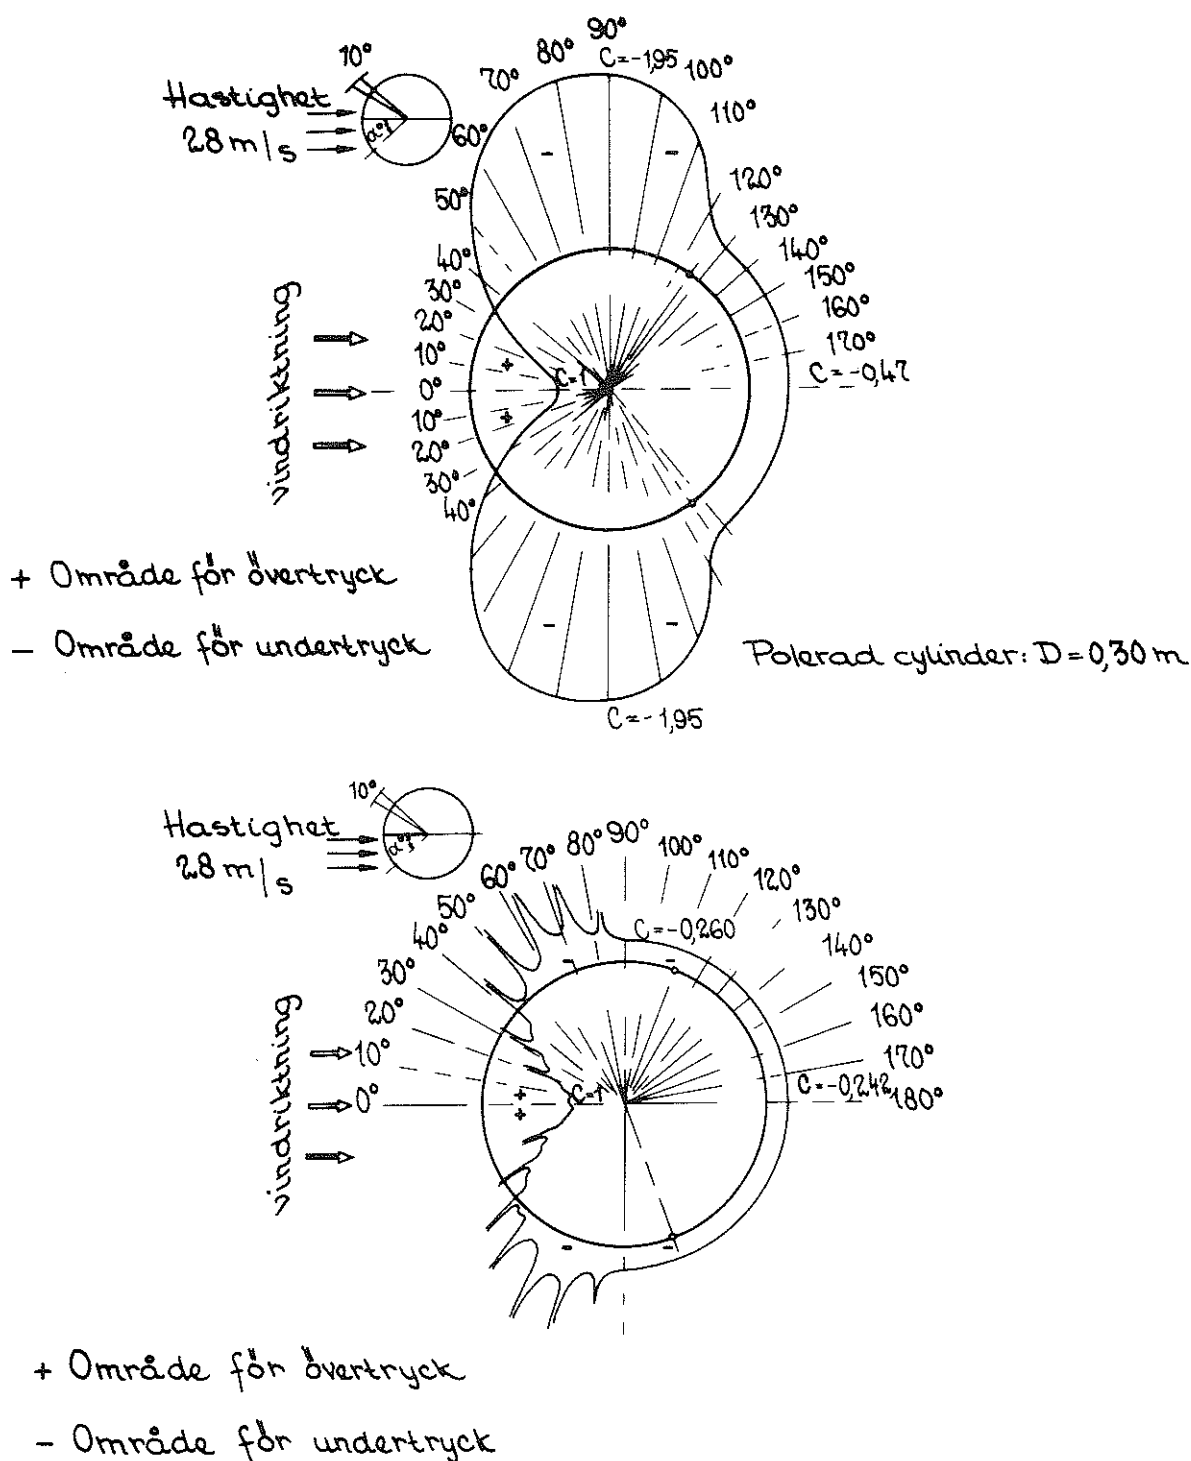 90°
80°
C=-1,95
100°
70°
110°
10°
Hastighet
28 m/s
α°
60°
50°
120°
130°
40°
140°
30°
150°
20°
160°
10°
170°
+
-
-
C=1
C=-0,47
0°
10°
+
20°
30°
40°
vindriktning
+ Område för övertryck
- Område för undertryck
-
-
Polerad cylinder: D=0,30 m
C=-1,95
10°
Hastighet
28 m/s
α°
90°
80°
100°
70°
110°
60°
120°
50°
130°
40°
140°
30°
150°
20°
160°
10°
170°
0°
180°
C=-0,260
-
-
+
+
C=1
C=-0,242
-
-
vindriktning
+ Område för övertryck
- Område för undertryck